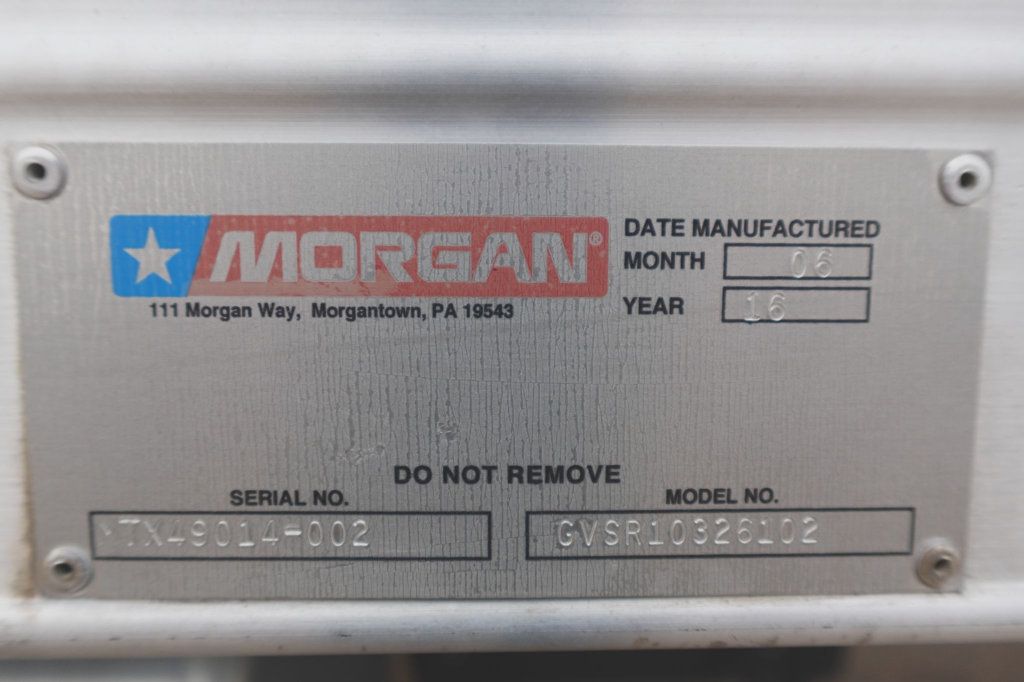 MORGAN®
111 Morgan Way, Morgantown, PA 19543
DATE MANUFACTURED
MONTH 06
YEAR 16
DO NOT REMOVE
SERIAL NO.
TX49014-002
MODEL NO.
GVSR10326102